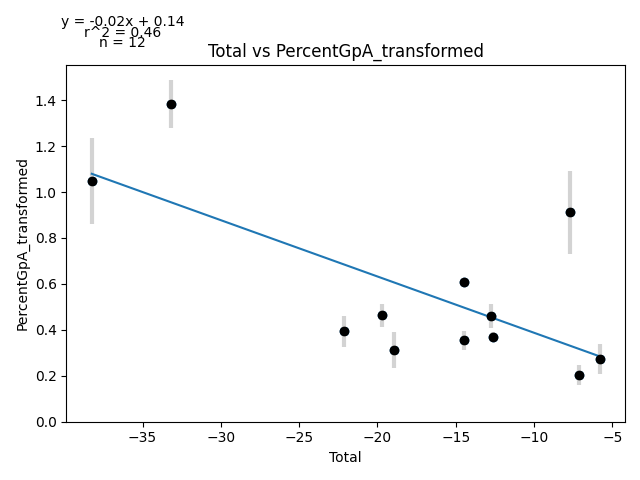 y = -0.02x + 0.14
r^2 = 0.46
n = 12
Total vs PercentGpA_transformed
PercentGpA_transformed
1.4
1.2
1.0
0.8
0.6
0.4
0.2
0.0
−35
−30
−25
−20
−15
−10
−5
Total